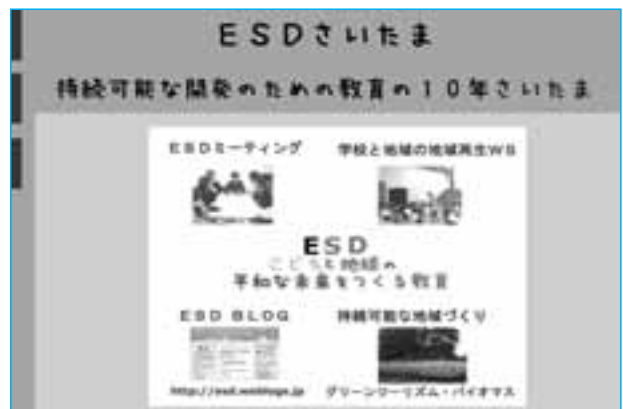 ESDさいたま
持続可能な開発のための教育の10年さいたま
ESDミーティング 学校と地域の地域再生WS
ESD
こどもと地域の
平和な未来をつくる教育
ESD BLOG 持続可能な地域づくり
グリーンツーリズム・バイオマス